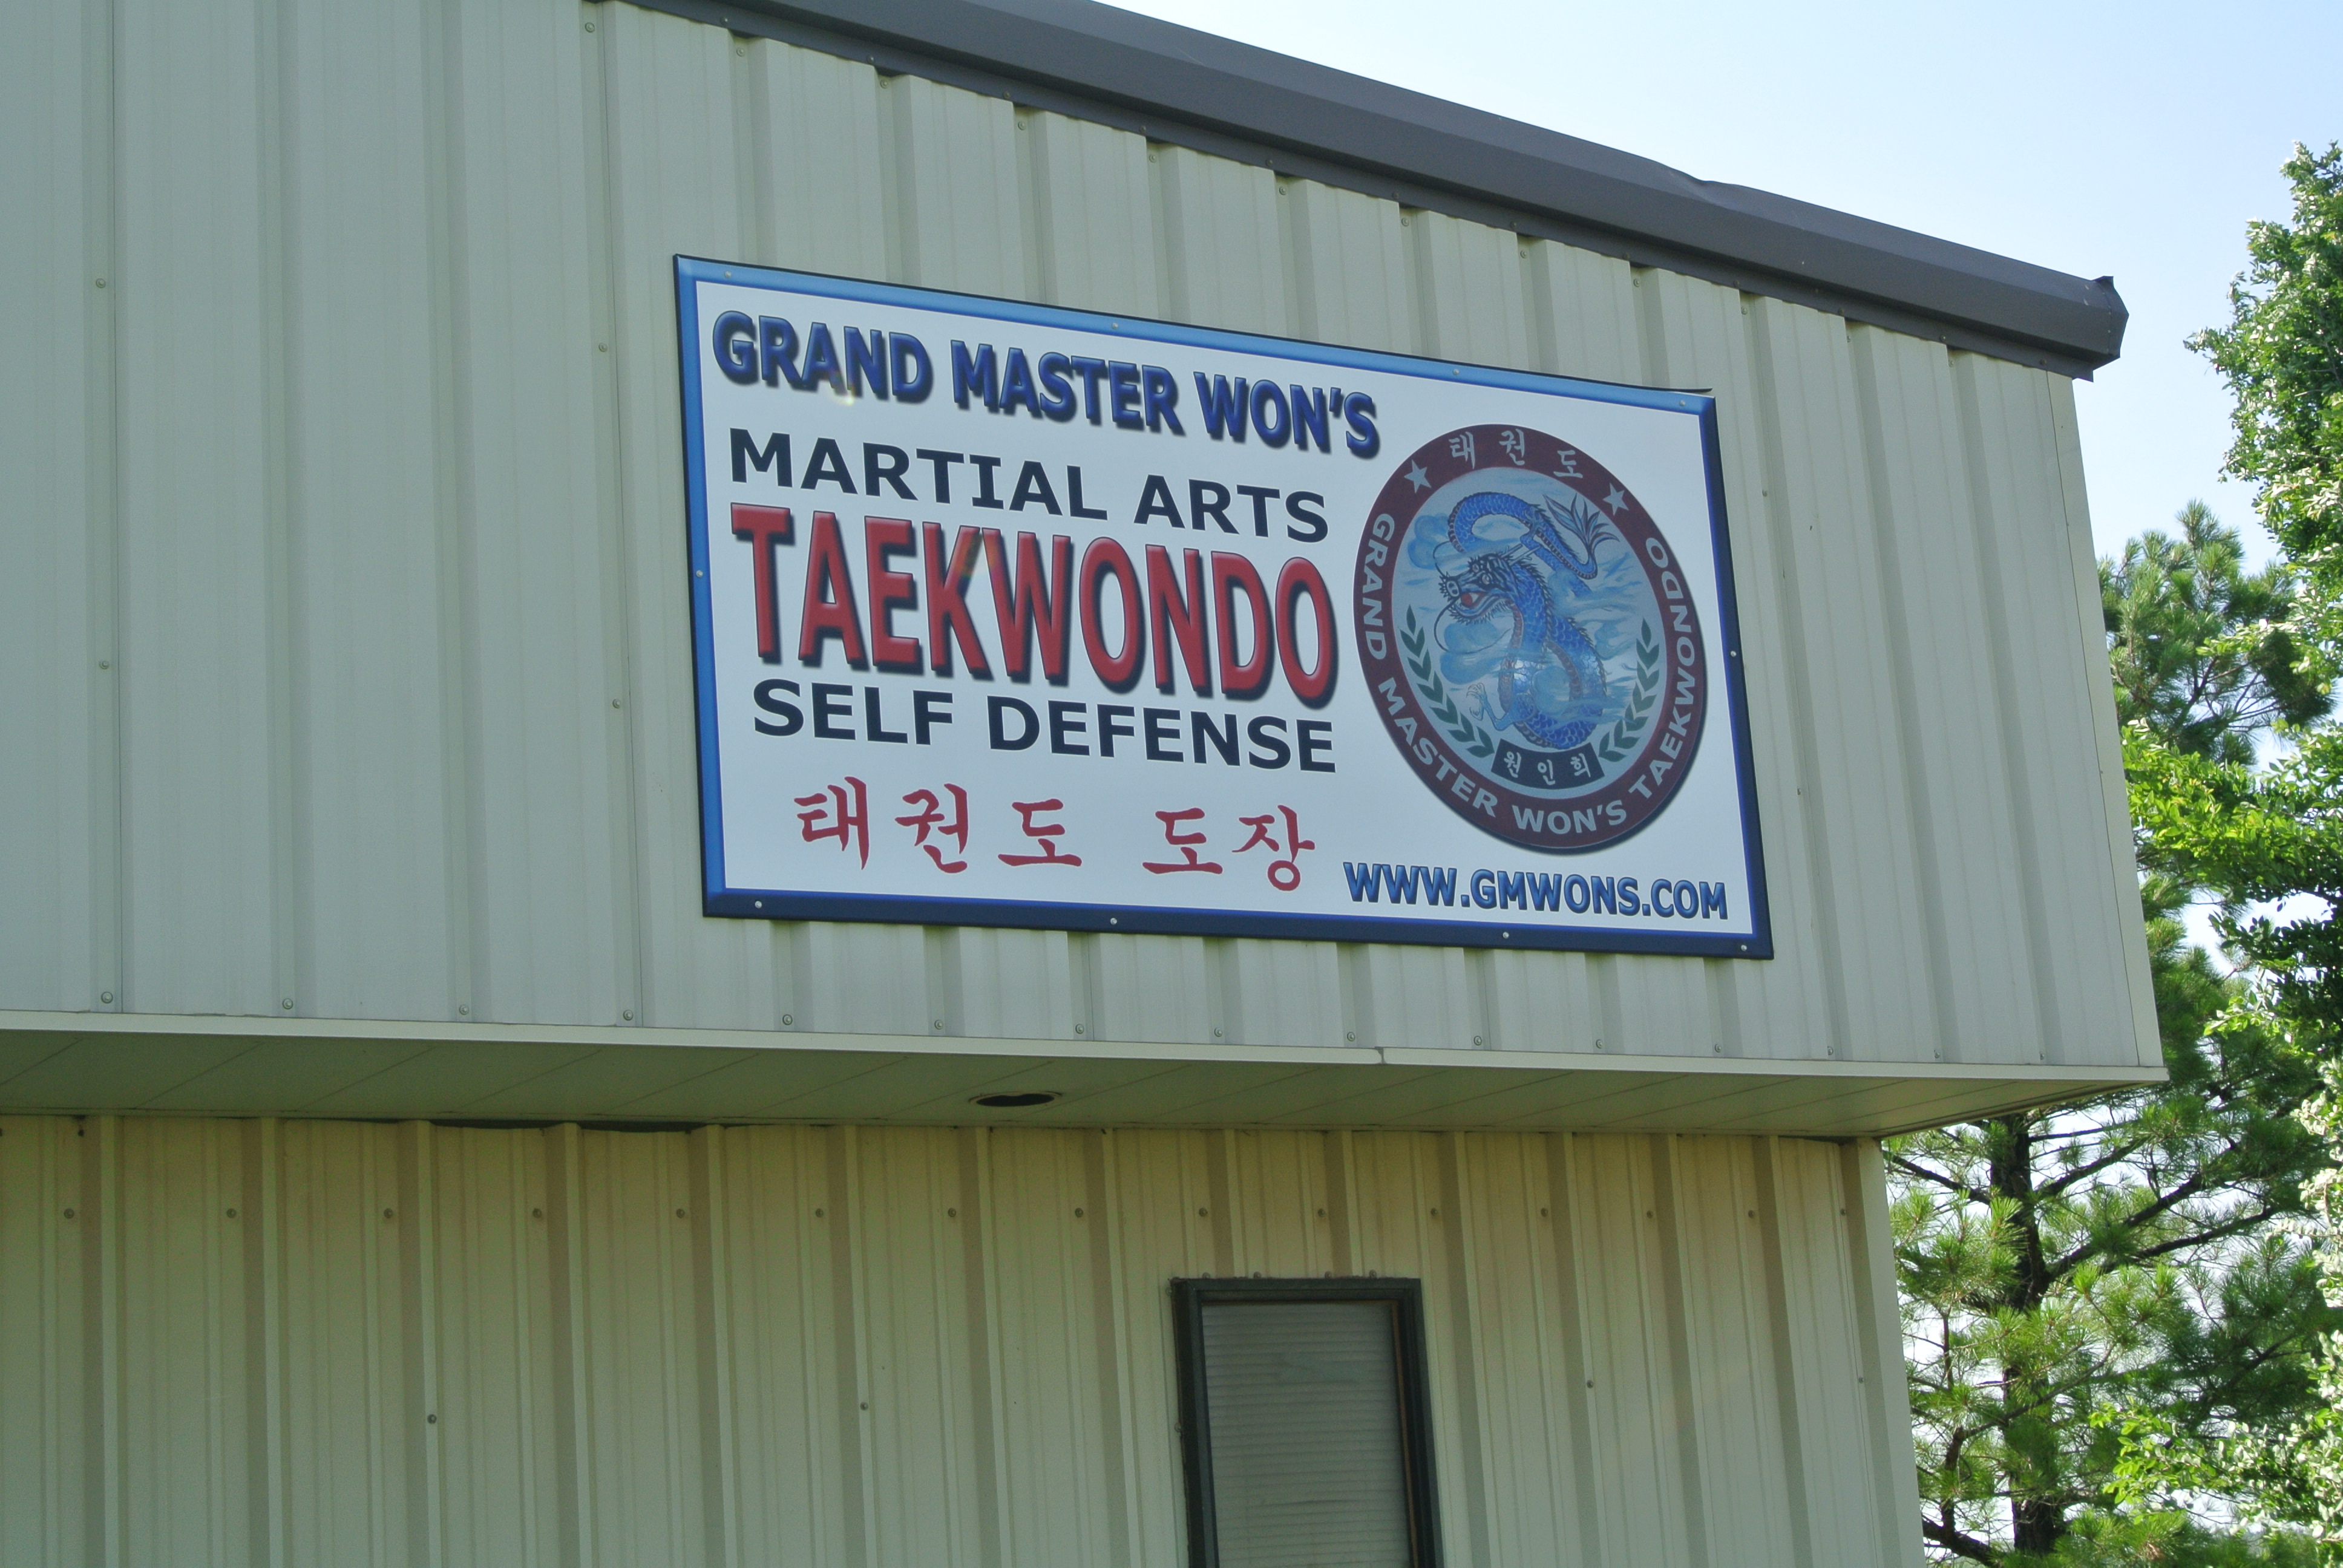 GRAND MASTER WON'S
MARTIAL ARTS
TAEKWONDO
SELF DEFENSE
태권도 도장
태권도
GRAND MASTER WON'S TAEKWONDO
원인희
WWW.GMWONS.COM